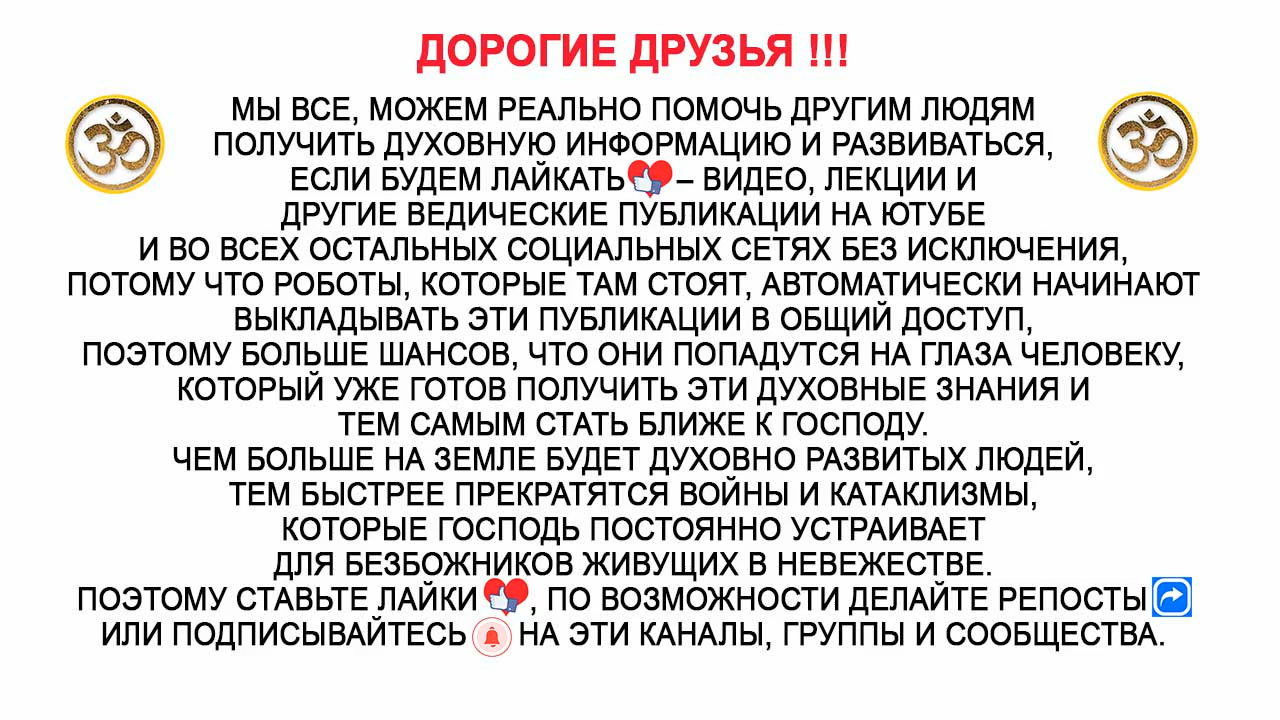 ДОРОГИЕ ДРУЗЬЯ !!!
МЫ ВСЕ, МОЖЕМ РЕАЛЬНО ПОМОЧЬ ДРУГИМ ЛЮДЯМ
ПОЛУЧИТЬ ДУХОВНУЮ ИНФОРМАЦИЮ И РАЗВИВАТЬСЯ,
ЕСЛИ БУДЕМ ЛАЙКАТЬ – ВИДЕО, ЛЕКЦИИ И
ДРУГИЕ ВЕДИЧЕСКИЕ ПУБЛИКАЦИИ НА ЮТУБЕ
И ВО ВСЕХ ОСТАЛЬНЫХ СОЦИАЛЬНЫХ СЕТЯХ БЕЗ ИСКЛЮЧЕНИЯ,
ПОТОМУ ЧТО РОБОТЫ, КОТОРЫЕ ТАМ СТОЯТ, АВТОМАТИЧЕСКИ НАЧИНАЮТ
ВЫКЛАДЫВАТЬ ЭТИ ПУБЛИКАЦИИ В ОБЩИЙ ДОСТУП,
ПОЭТОМУ БОЛЬШЕ ШАНСОВ, ЧТО ОНИ ПОПАДУТСЯ НА ГЛАЗА ЧЕЛОВЕКУ,
КОТОРЫЙ УЖЕ ГОТОВ ПОЛУЧИТЬ ЭТИ ДУХОВНЫЕ ЗНАНИЯ И
ТЕМ САМЫМ СТАТЬ БЛИЖЕ К ГОСПОДУ.
ЧЕМ БОЛЬШЕ НА ЗЕМЛЕ БУДЕТ ДУХОВНО РАЗВИТЫХ ЛЮДЕЙ,
ТЕМ БЫСТРЕЕ ПРЕКРАТЯТСЯ ВОЙНЫ И КАТАКЛИЗМЫ,
КОТОРЫЕ ГОСПОДЬ ПОСТОЯННО УСТРАИВАЕТ
ДЛЯ БЕЗБОЖНИКОВ ЖИВУЩИХ В НЕВЕЖЕСТВЕ.
ПОЭТОМУ СТАВЬТЕ ЛАЙКИ , ПО ВОЗМОЖНОСТИ ДЕЛАЙТЕ РЕПОСТЫ
ИЛИ ПОДПИСЫВАЙТЕСЬ НА ЭТИ КАНАЛЫ, ГРУППЫ И СООБЩЕСТВА.
ॐ
ॐ